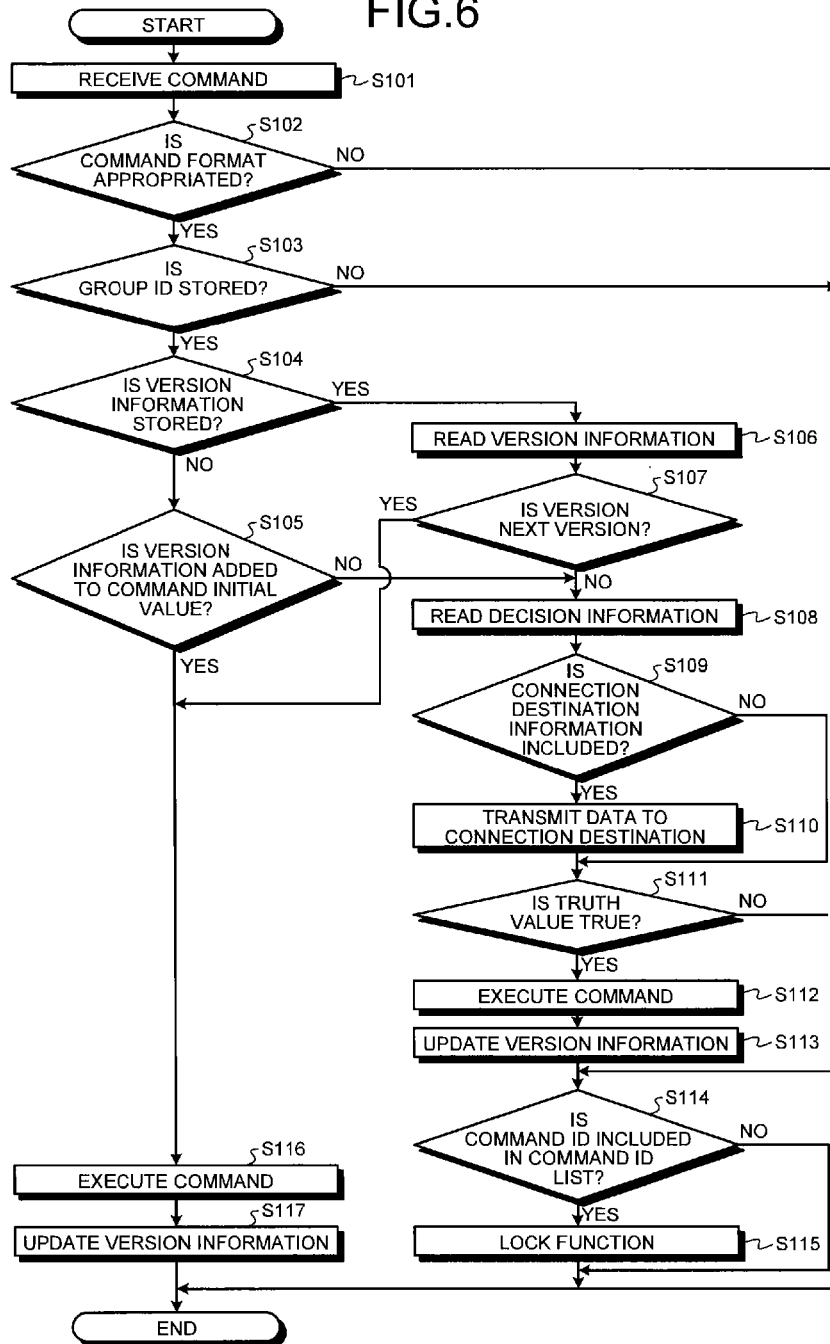 FIG.6
START
RECEIVE COMMAND
S101
S102
IS
COMMAND FORMAT
APPROPRIATED?
NO
YES
S103
IS
GROUP ID STORED?
NO
YES
S104
IS VERSION
INFORMATION
STORED?
YES
NO
READ VERSION INFORMATION
S106
S107
IS VERSION
NEXT VERSION?
YES
NO
S105
IS VERSION
INFORMATION ADDED
TO COMMAND INITIAL
VALUE?
NO
YES
READ DECISION INFORMATION
S108
S109
IS
CONNECTION
DESTINATION
INFORMATION
INCLUDED?
NO
YES
TRANSMIT DATA TO
CONNECTION DESTINATION
S110
S111
IS TRUTH
VALUE TRUE?
NO
YES
EXECUTE COMMAND
S112
UPDATE VERSION INFORMATION
S113
S114
IS
COMMAND ID INCLUDED
IN COMMAND ID
LIST?
NO
YES
LOCK FUNCTION
S115
S116
EXECUTE COMMAND
S117
UPDATE VERSION INFORMATION
END